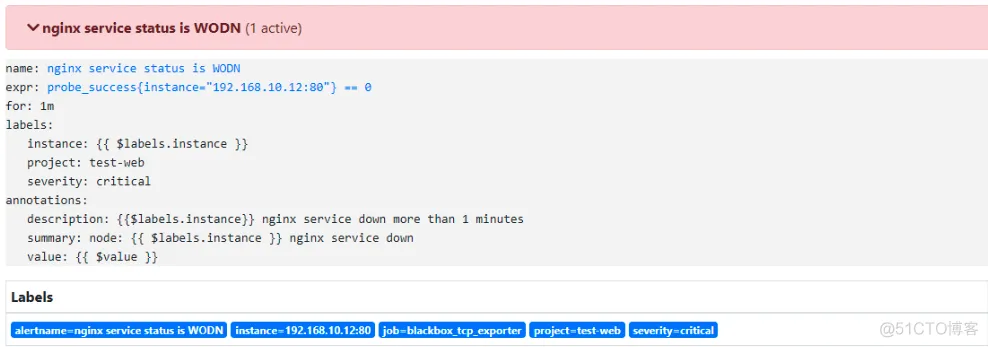 nginx service status is WODN (1 active)
name: nginx service status is WODN
expr: probe_success{instance="192.168.10.12:80"} == 0
for: 1m
labels:
instance: {{ $labels.instance }}
project: test-web
severity: critical
annotations:
description: {{$labels.instance}} nginx service down more than 1 minutes
summary: node: {{ $labels.instance }} nginx service down
value: {{ $value }}
Labels
alertname=nginx service status is WODN instance=192.168.10.12:80 job=blackbox_tcp_exporter project=test-web severity=critical
@51CTO博客